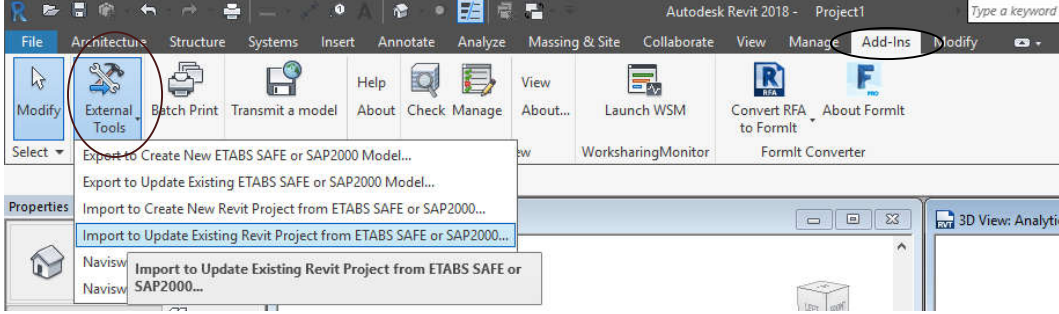 Autodesk Revit 2018 - Project1
Type a keyword
File Architecture Structure Systems Insert Annotate Analyze Massing & Site Collaborate View Manage Add-Ins Modify
Modify External Tools Batch Print Transmit a model Help About Check Manage View About... Launch WSM Convert RFA to FormIt About FormIt
RFA
PRO
Select WorksharingMonitor FormIt Converter
Export to Create New ETABS SAFE or SAP2000 Model...
Export to Update Existing ETABS SAFE or SAP2000 Model...
Import to Create New Revit Project from ETABS SAFE or SAP2000...
Import to Update Existing Revit Project from ETABS SAFE or SAP2000...
Import to Update Existing Revit Project from ETABS SAFE or
SAP2000...
Navisw
Navisw
Properties
3D View: Analyti